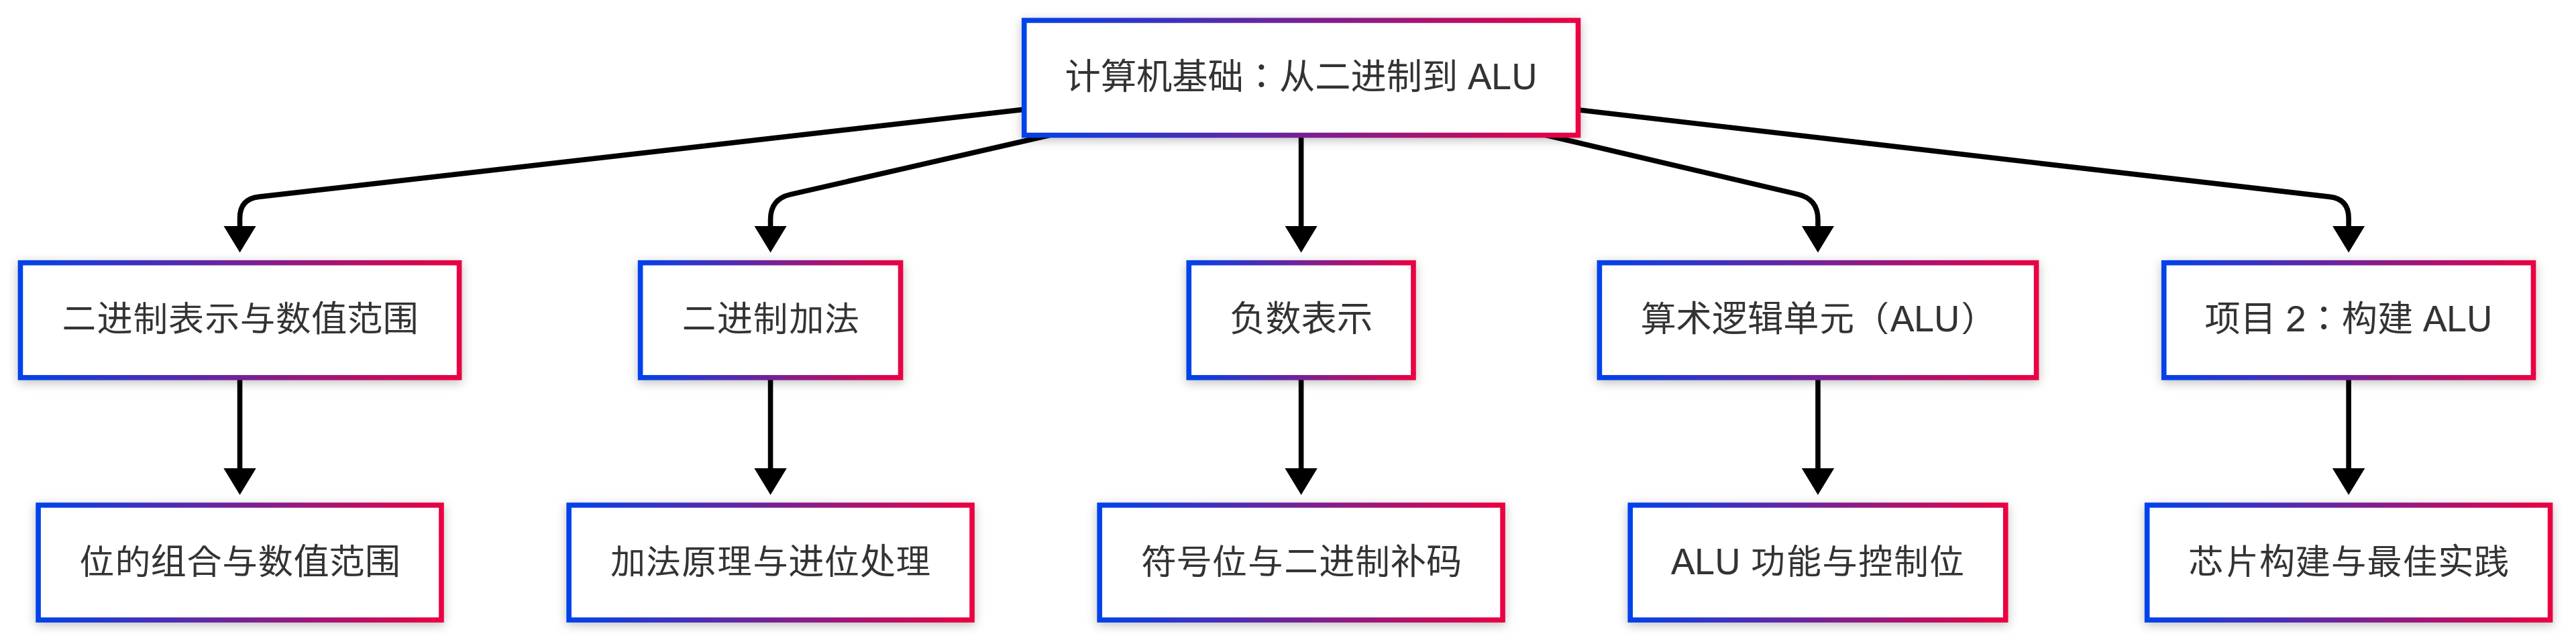 计算机基础：从二进制到 ALU
二进制表示与数值范围
二进制加法
负数表示
算术逻辑单元（ALU）
项目 2：构建 ALU
位的组合与数值范围
加法原理与进位处理
符号位与二进制补码
ALU 功能与控制位
芯片构建与最佳实践